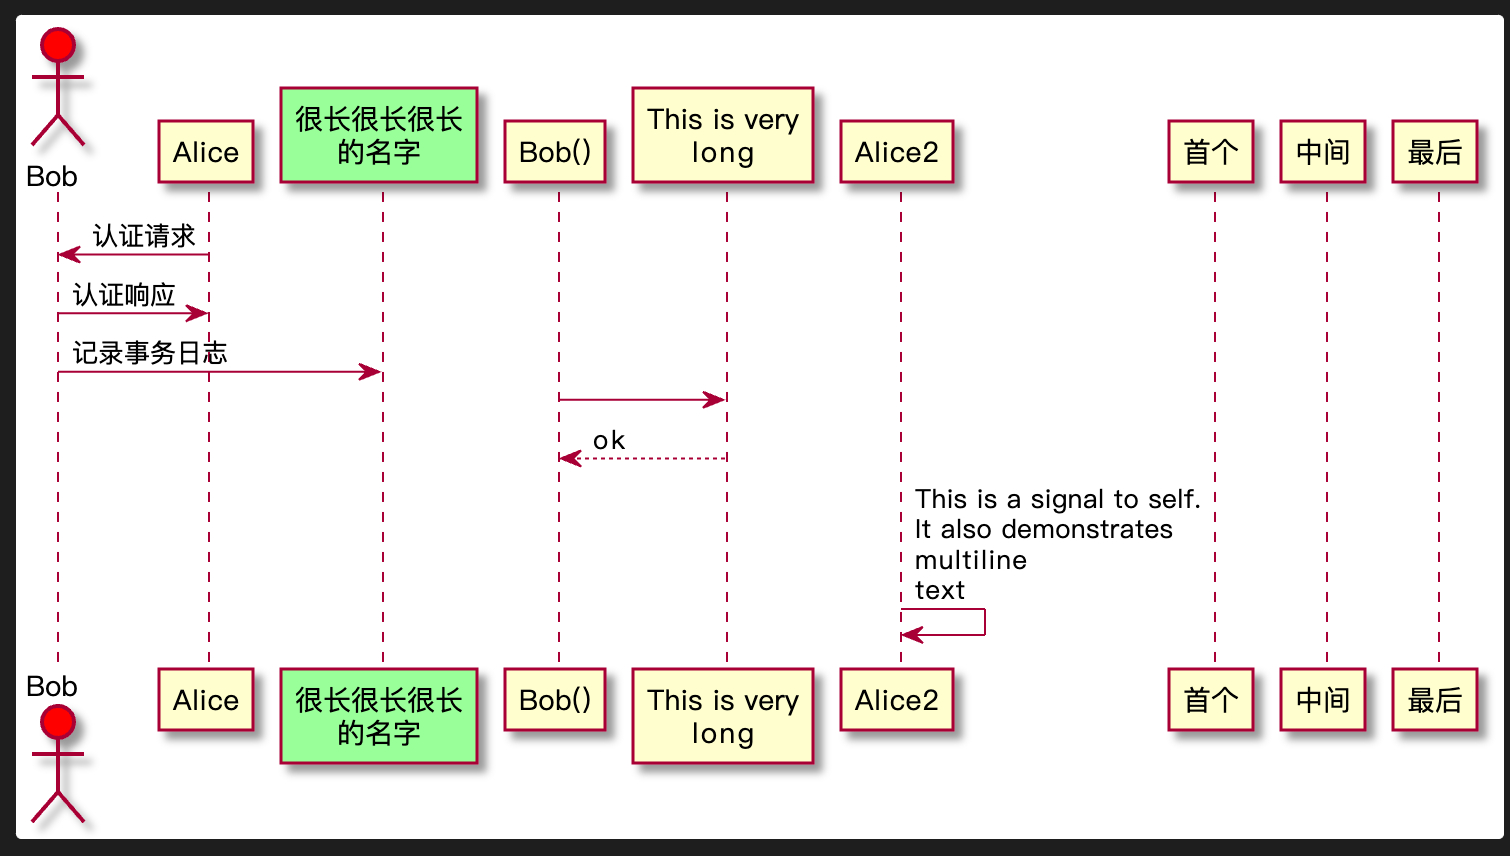 Bob
Alice
很长很长很长
的名字
Bob()
This is very
long
Alice2
首个
中间
最后
认证请求
认证响应
记录事务日志
ok
This is a signal to self.
It also demonstrates
multiline
text
Bob
Alice
很长很长很长
的名字
Bob()
This is very
long
Alice2
首个
中间
最后